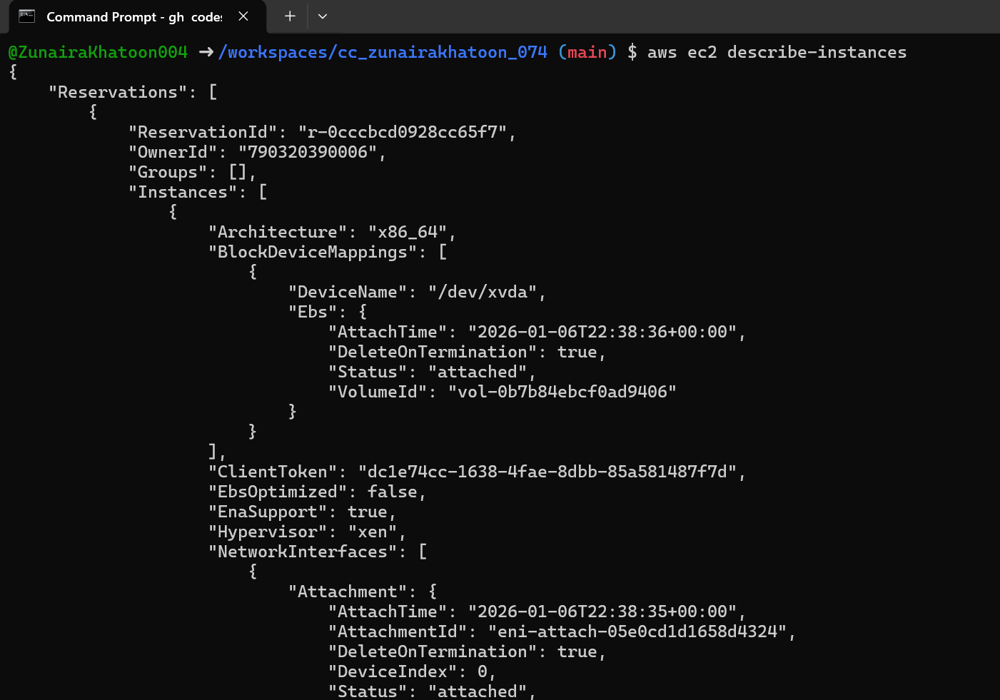 Command Prompt - gh  codes
@ZunairaKhatoon004 ➜ /workspaces/cc_zunairakhatoon_074 (main) $ aws ec2 describe-instances
{
    "Reservations": [
        {
            "ReservationId": "r-0cccbcd0928cc65f7",
            "OwnerId": "790320390006",
            "Groups": [],
            "Instances": [
                {
                    "Architecture": "x86_64",
                    "BlockDeviceMappings": [
                        {
                            "DeviceName": "/dev/xvda",
                            "Ebs": {
                                "AttachTime": "2026-01-06T22:38:36+00:00",
                                "DeleteOnTermination": true,
                                "Status": "attached",
                                "VolumeId": "vol-0b7b84ebcf0ad9406"
                            }
                        }
                    ],
                    "ClientToken": "dc1e74cc-1638-4fae-8dbb-85a581487f7d",
                    "EbsOptimized": false,
                    "EnaSupport": true,
                    "Hypervisor": "xen",
                    "NetworkInterfaces": [
                        {
                            "Attachment": {
                                "AttachTime": "2026-01-06T22:38:35+00:00",
                                "AttachmentId": "eni-attach-05e0cd1d1658d4324",
                                "DeleteOnTermination": true,
                                "DeviceIndex": 0,
                                "Status": "attached",